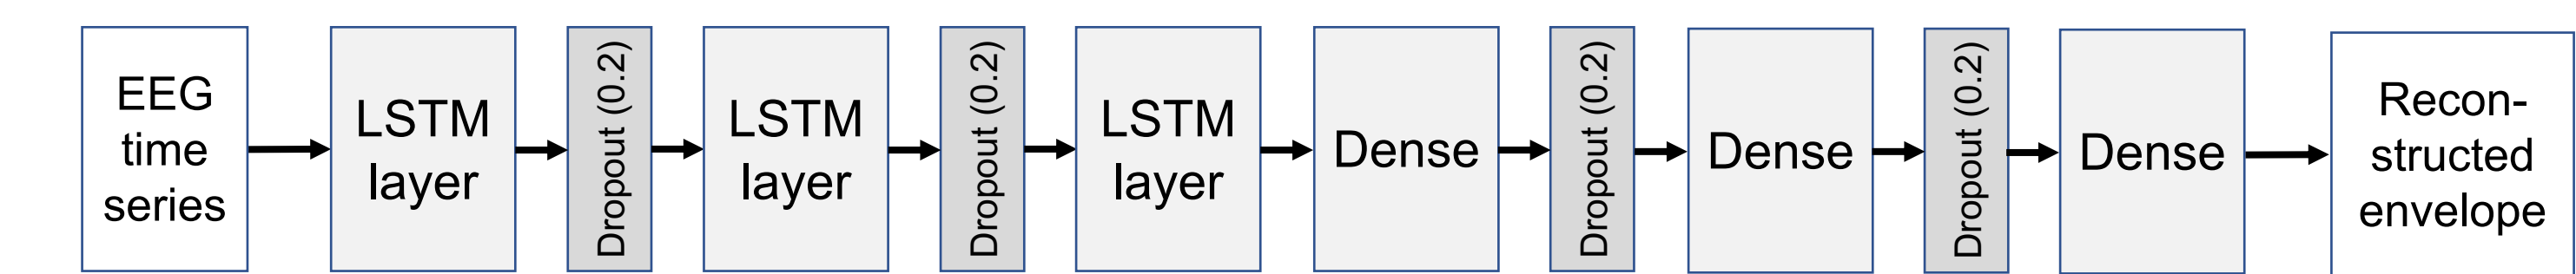 EEG
time
series
LSTM
layer
Dropout (0.2)
LSTM
layer
Dropout (0.2)
LSTM
layer
Dense
Dropout (0.2)
Dense
Dropout (0.2)
Dense
Recon-
structed
envelope